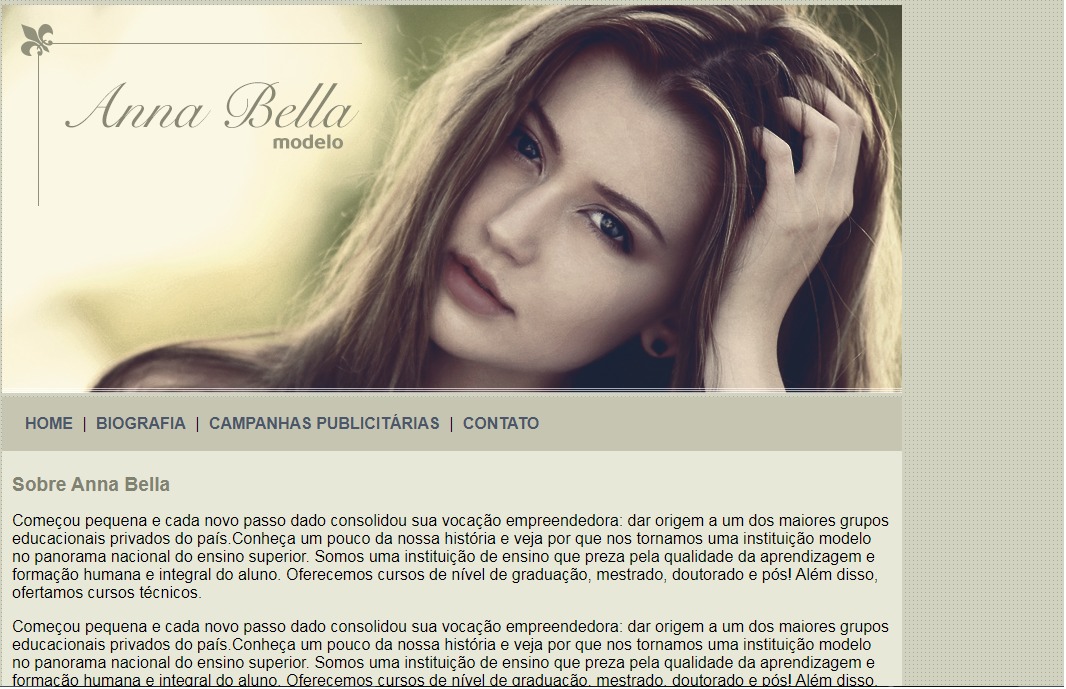 Anna Bella
modelo
HOME | BIOGRAFIA | CAMPANHAS PUBLICITÁRIAS | CONTATO
Sobre Anna Bella
Começou pequena e cada novo passo dado consolidou sua vocação empreendedora: dar origem a um dos maiores grupos
educacionais privados do país.Conheça um pouco da nossa história e veja por que nos tornamos uma instituição modelo
no panorama nacional do ensino superior. Somos uma instituição de ensino que preza pela qualidade da aprendizagem e
formação humana e integral do aluno. Oferecemos cursos de nível de graduação, mestrado, doutorado e pós! Além disso,
ofertamos cursos técnicos.
Começou pequena e cada novo passo dado consolidou sua vocação empreendedora: dar origem a um dos maiores grupos
educacionais privados do país.Conheça um pouco da nossa história e veja por que nos tornamos uma instituição modelo
no panorama nacional do ensino superior. Somos uma instituição de ensino que preza pela qualidade da aprendizagem e
formação humana e integral do aluno. Oferecemos cursos de nível de graduação, mestrado, doutorado e pós! Além disso,